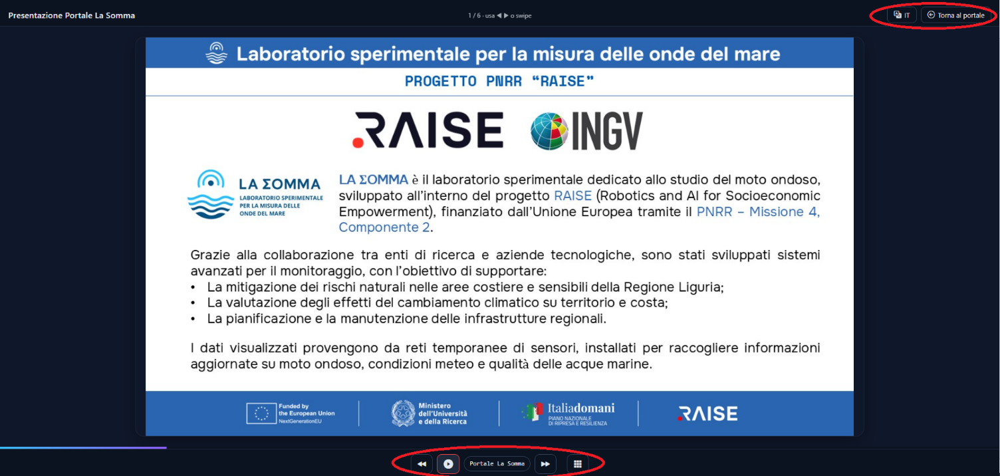 Presentazione Portale La Somma
1 / 6 · usa ◀ ▶ o swipe
IT
Torna al portale
Laboratorio sperimentale per la misura delle onde del mare
PROGETTO PNRR “RAISE”
RAISE
INGV
LA ΣOMMA
LABORATORIO SPERIMENTALE
PER LA MISURA DELLE
ONDE DEL MARE
LA ΣOMMA è il laboratorio sperimentale dedicato allo studio del moto ondoso,
sviluppato all’interno del progetto RAISE (Robotics and AI for Socioeconomic
Empowerment), finanziato dall’Unione Europea tramite il PNRR – Missione 4,
Componente 2.
Grazie alla collaborazione tra enti di ricerca e aziende tecnologiche, sono stati sviluppati sistemi
avanzati per il monitoraggio, con l’obiettivo di supportare:
• La mitigazione dei rischi naturali nelle aree costiere e sensibili della Regione Liguria;
• La valutazione degli effetti del cambiamento climatico su territorio e costa;
• La pianificazione e la manutenzione delle infrastrutture regionali.
I dati visualizzati provengono da reti temporanee di sensori, installati per raccogliere informazioni
aggiornate su moto ondoso, condizioni meteo e qualità delle acque marine.
Funded by
the European Union
NextGenerationEU
Ministero
dell’Università
e della Ricerca
Italiadomani
PIANO NAZIONALE
DI RIPRESA E RESILIENZA
RAISE
Portale La Somma